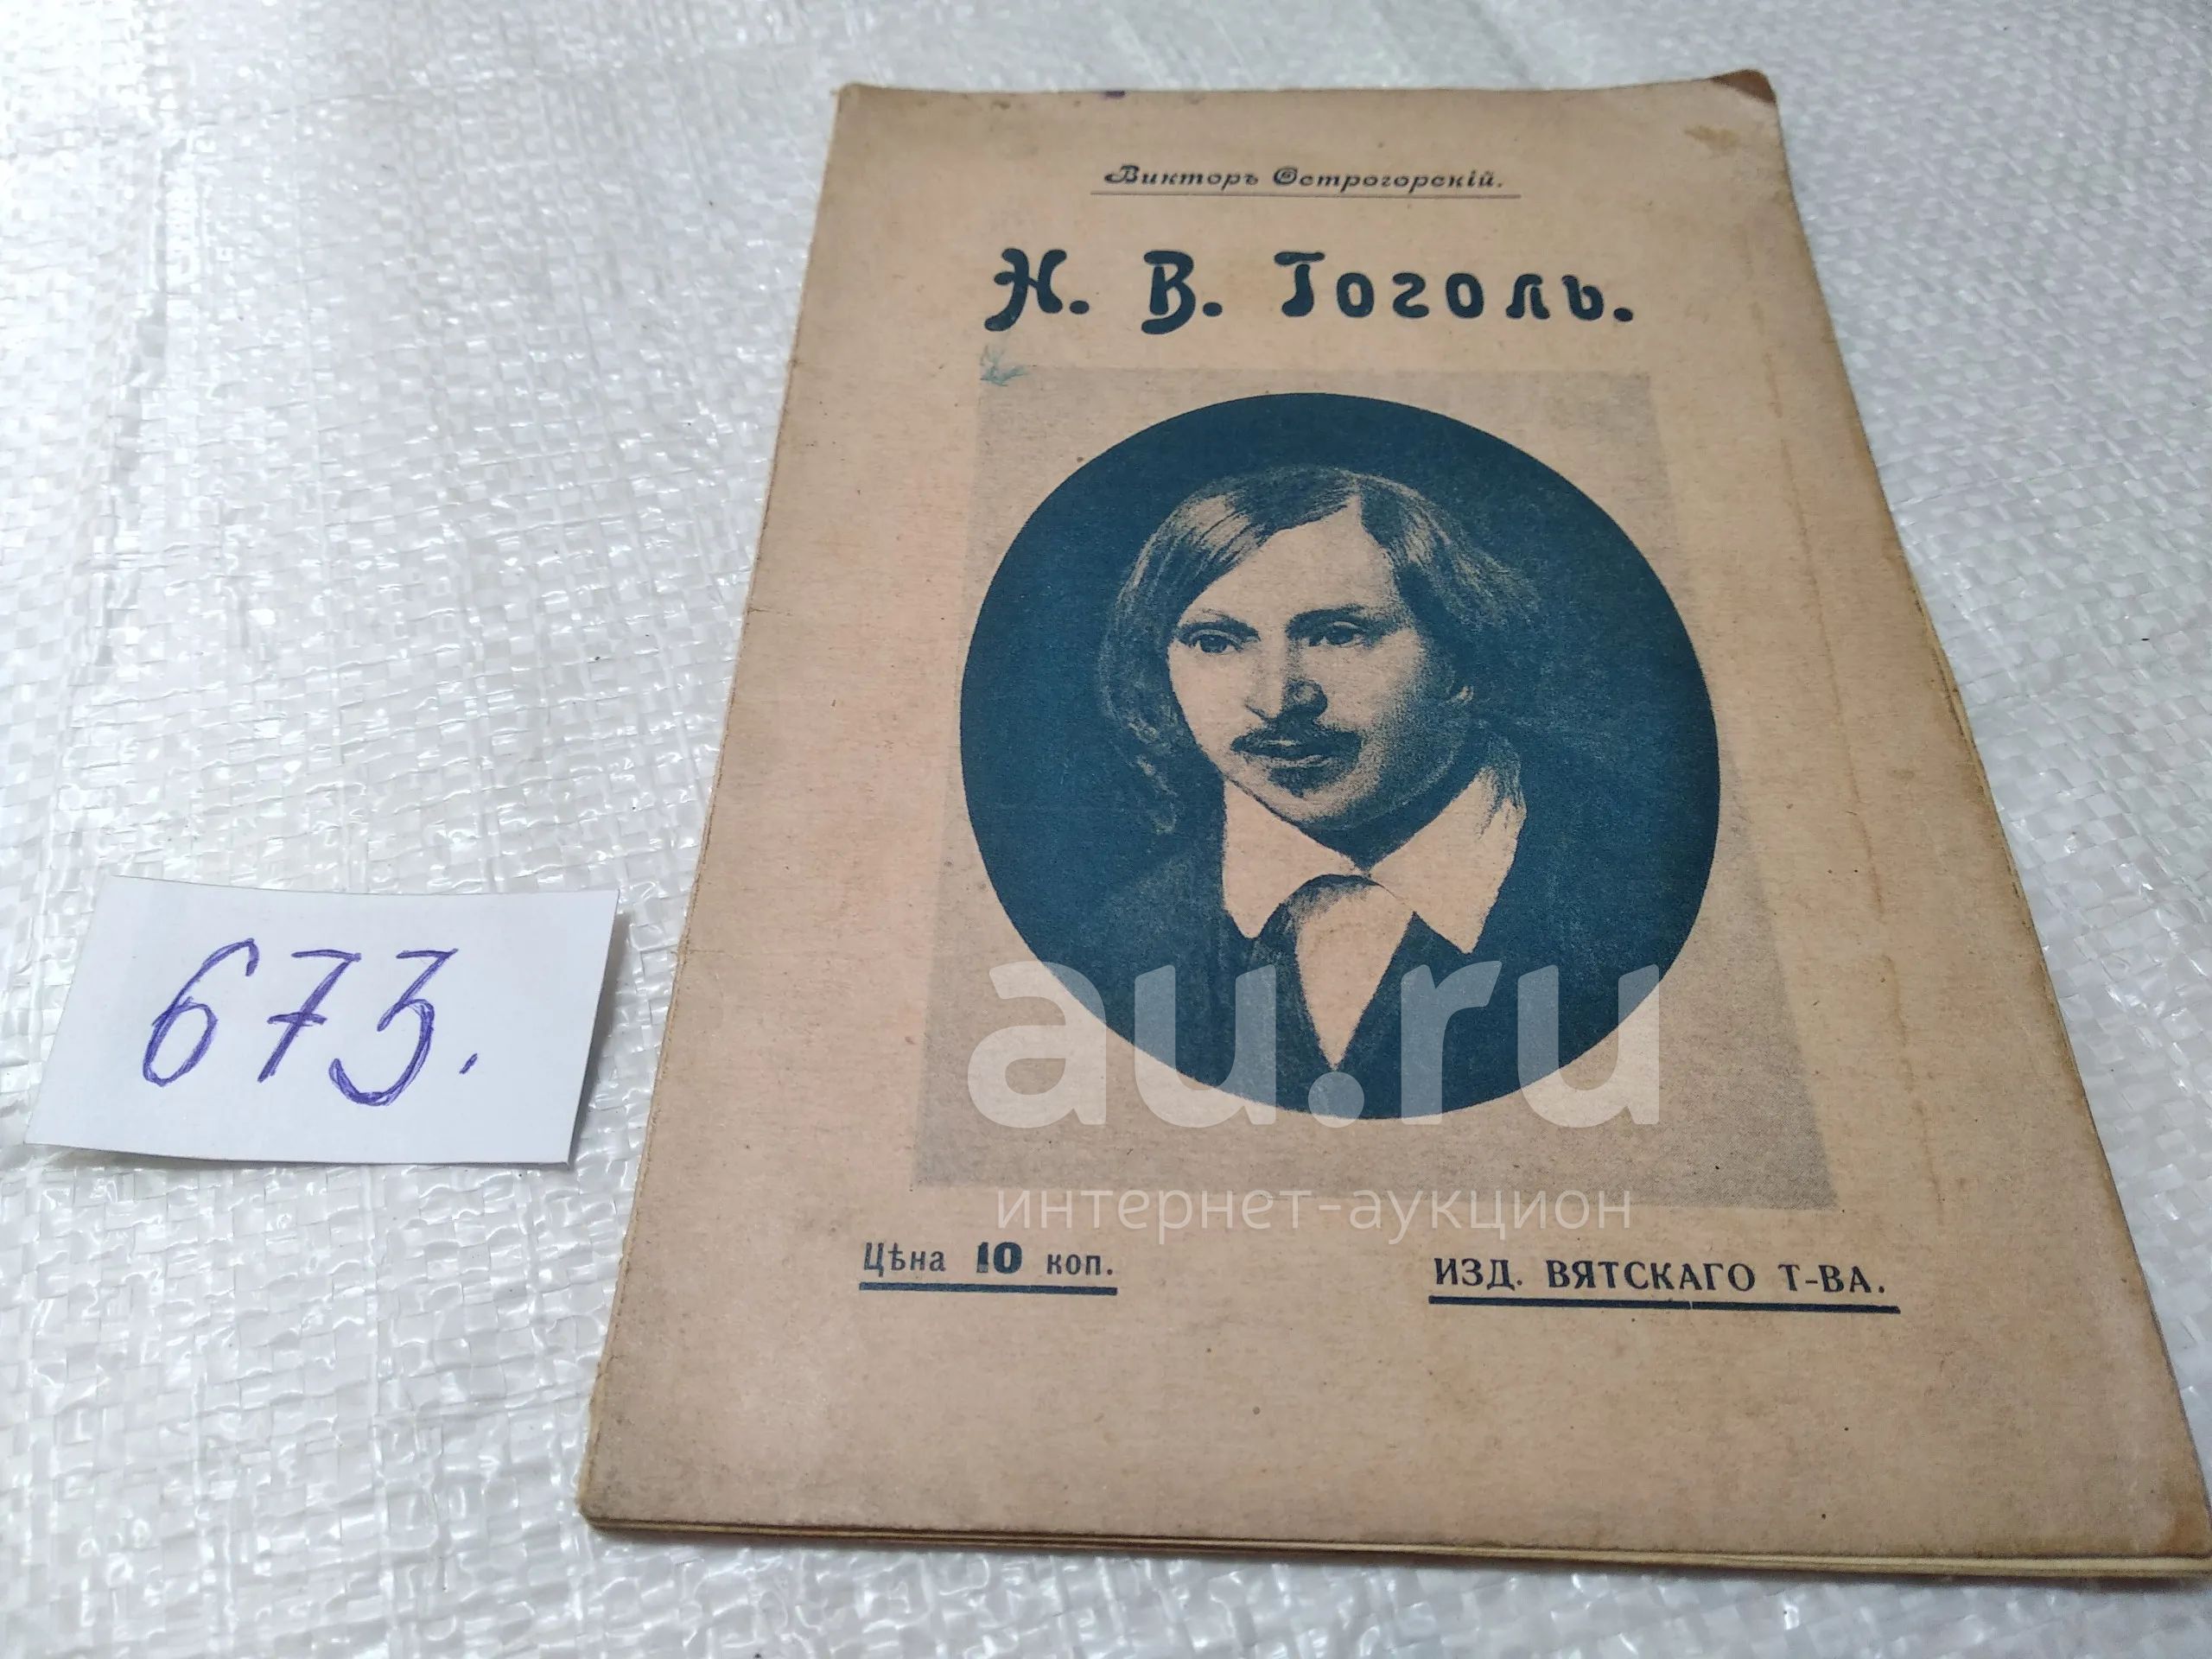 Викторъ Острогорскій.
Н. В. Гоголь.
673.
au.ru
интернет-аукцион
Цѣна 10 коп.
ИЗД. ВЯТСКАГО Т-ВА.